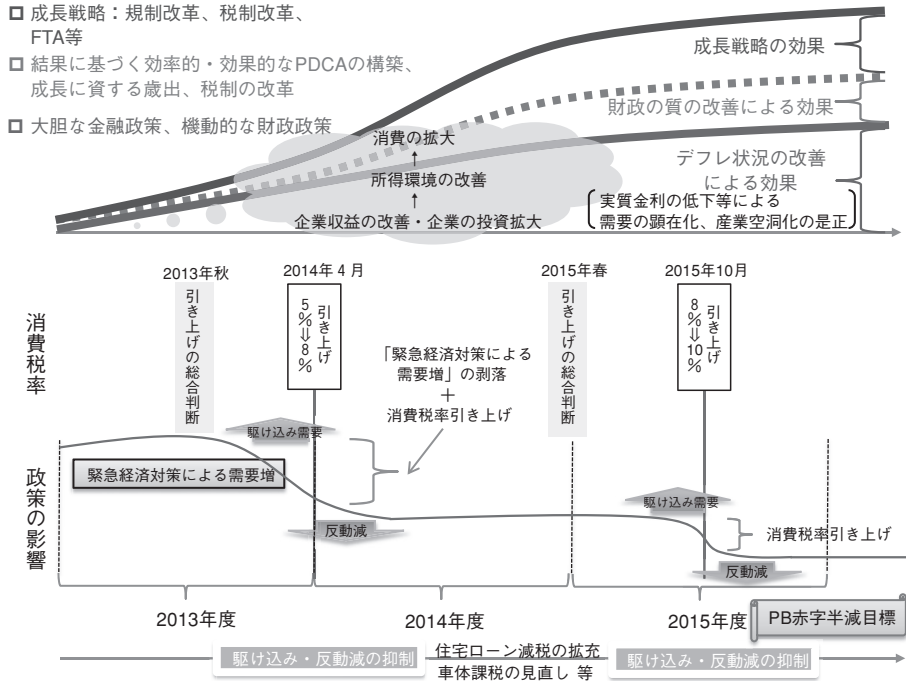 □ 成長戦略：規制改革、税制改革、
FTA等
□ 結果に基づく効率的・効果的なPDCAの構築、
成長に資する歳出、税制の改革
□ 大胆な金融政策、機動的な財政政策
成長戦略の効果
財政の質の改善による効果
デフレ状況の改善
による効果
実質金利の低下等による
需要の顕在化、産業空洞化の是正
消費の拡大
↑
所得環境の改善
↑
企業収益の改善・企業の投資拡大
消費税率
2013年秋
引き上げの総合判断
2014年４月
引き上げ
5％⇒8％
「緊急経済対策による
需要増」の剥落
＋
消費税率引き上げ
2015年春
引き上げの総合判断
2015年10月
引き上げ
8％⇒10％
政策の影響
駆け込み需要
緊急経済対策による需要増
反動減
駆け込み需要
消費税率引き上げ
反動減
2013年度
2014年度
2015年度
PB赤字半減目標
駆け込み・反動減の抑制
住宅ローン減税の拡充
車体課税の見直し 等
駆け込み・反動減の抑制